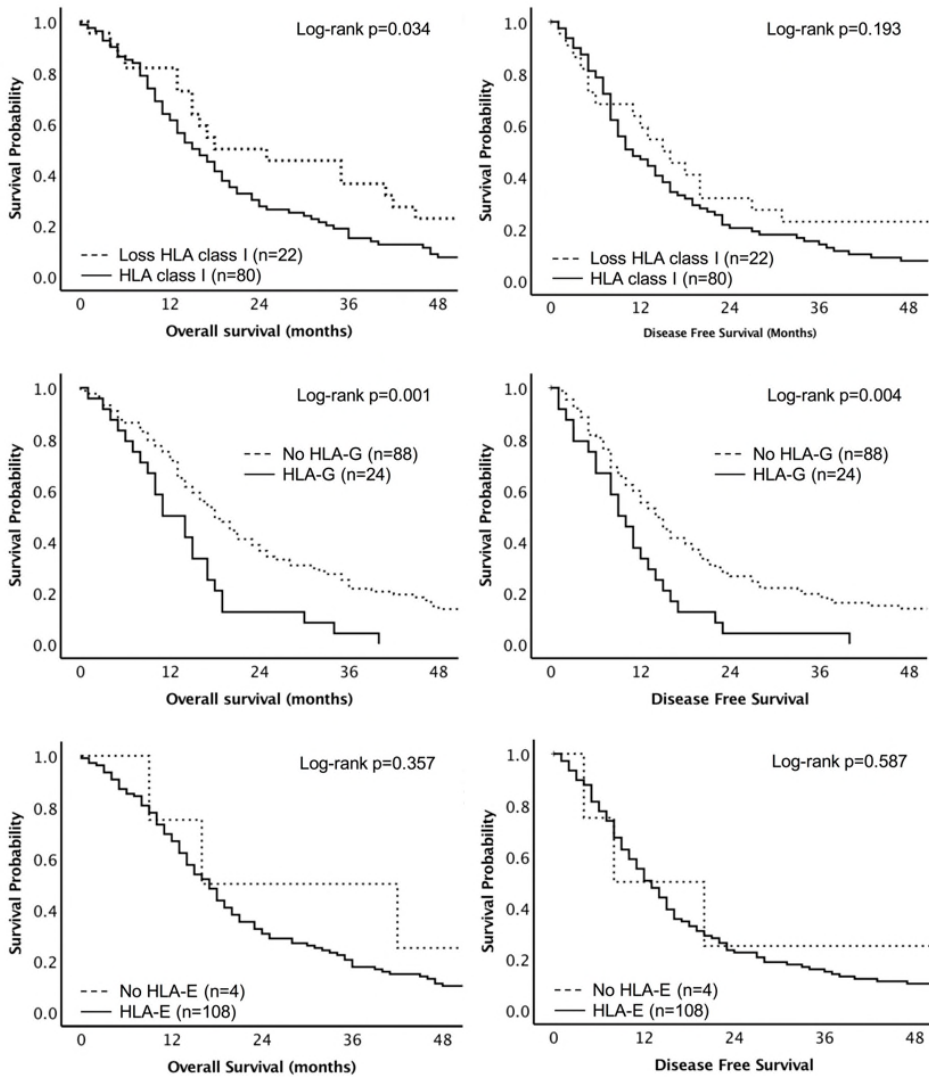 Log-rank p=0.034
Survival Probability
1.0
0.8
0.6
0.4
0.2
0.0
Loss HLA class I (n=22)
HLA class I (n=80)
0 12 24 36 48
Overall survival (months)
Log-rank p=0.193
Survival Probability
1.0
0.8
0.6
0.4
0.2
0.0
Loss HLA class I (n=22)
HLA class I (n=80)
0 12 24 36 48
Disease Free Survival (Months)
Log-rank p=0.001
Survival Probability
1.0
0.8
0.6
0.4
0.2
0.0
No HLA-G (n=88)
HLA-G (n=24)
0 12 24 36 48
Overall survival (months)
Log-rank p=0.004
Survival Probability
1.0
0.8
0.6
0.4
0.2
0.0
No HLA-G (n=88)
HLA-G (n=24)
0 12 24 36 48
Disease Free Survival
Log-rank p=0.357
Survival Probability
1.0
0.8
0.6
0.4
0.2
0.0
No HLA-E (n=4)
HLA-E (n=108)
0 12 24 36 48
Overall Survival (months)
Log-rank p=0.587
Survival Probability
1.0
0.8
0.6
0.4
0.2
0.0
No HLA-E (n=4)
HLA-E (n=108)
0 12 24 36 48
Disease Free Survival